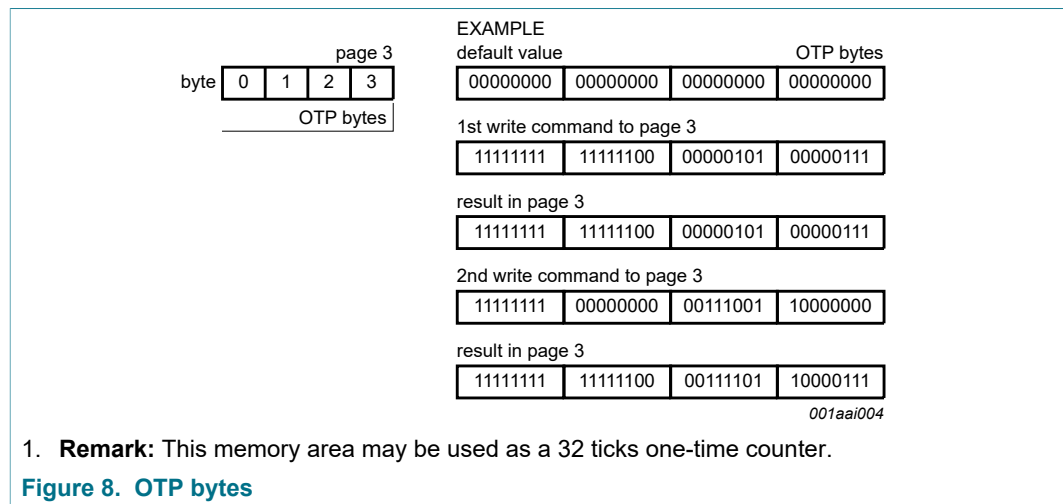 page 3
byte 0 1 2 3
OTP bytes
EXAMPLE
default value OTP bytes
00000000 00000000 00000000 00000000
1st write command to page 3
11111111 11111100 00000101 00000111
result in page 3
11111111 11111100 00000101 00000111
2nd write command to page 3
11111111 00000000 00111001 10000000
result in page 3
11111111 11111100 00111101 10000111
001aai004
1. Remark: This memory area may be used as a 32 ticks one-time counter.
Figure 8. OTP bytes